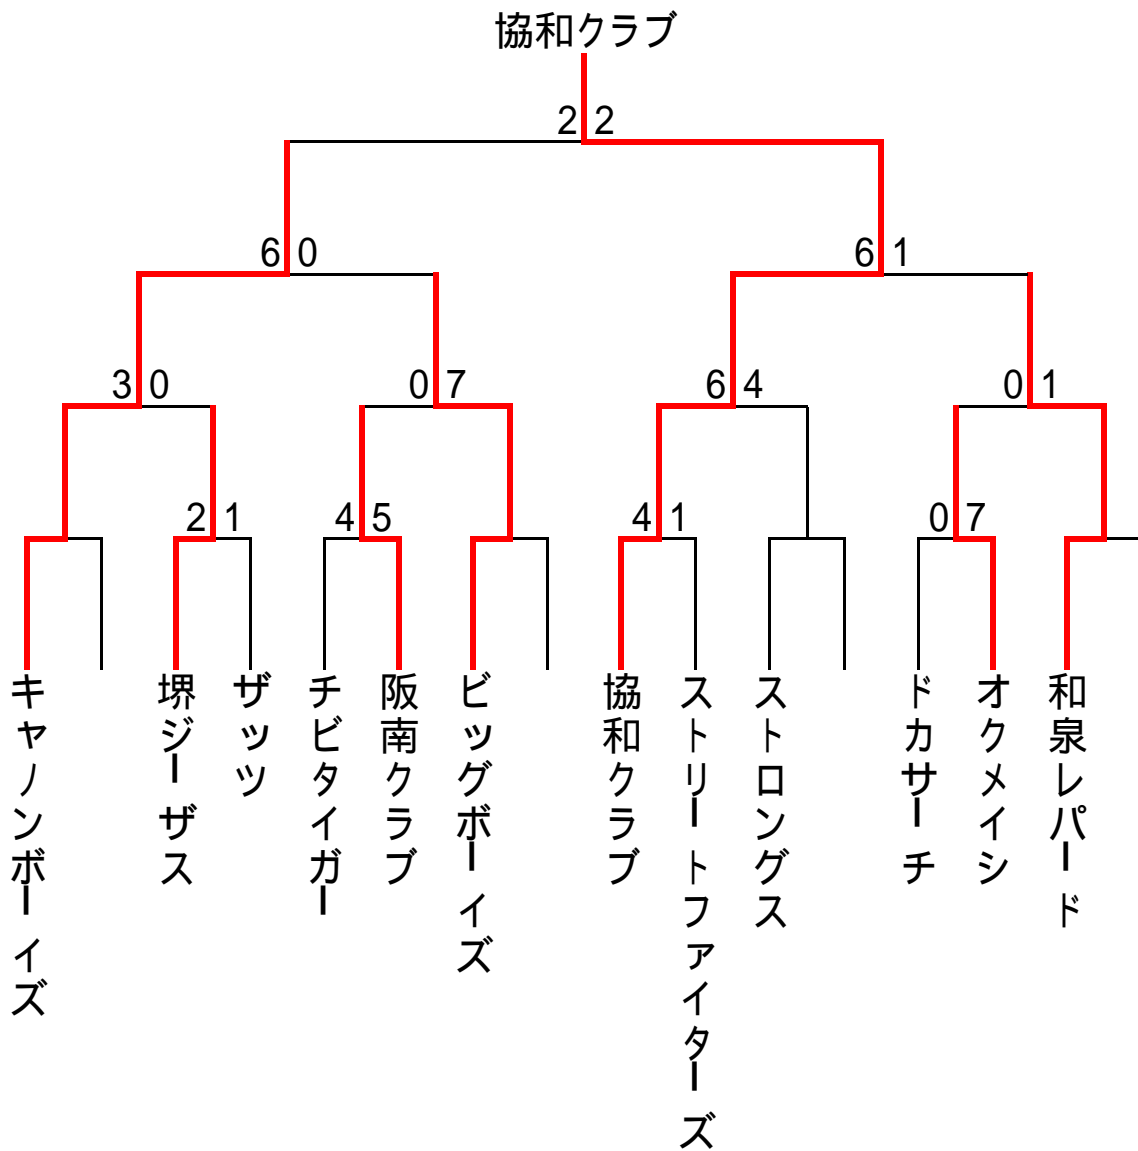 協和クラブ
2 2
6 0
6 1
3 0
0 7
6 4
0 1
2 1
4 5
4 1
0 7
キャノンボーイズ
堺ジーザス
ザッツ
チビタイガー
阪南クラブ
ビッグボーイズ
協和クラブ
ストリートファイターズ
ストロングス
ドカサーチ
オクメイシ
和泉レパード